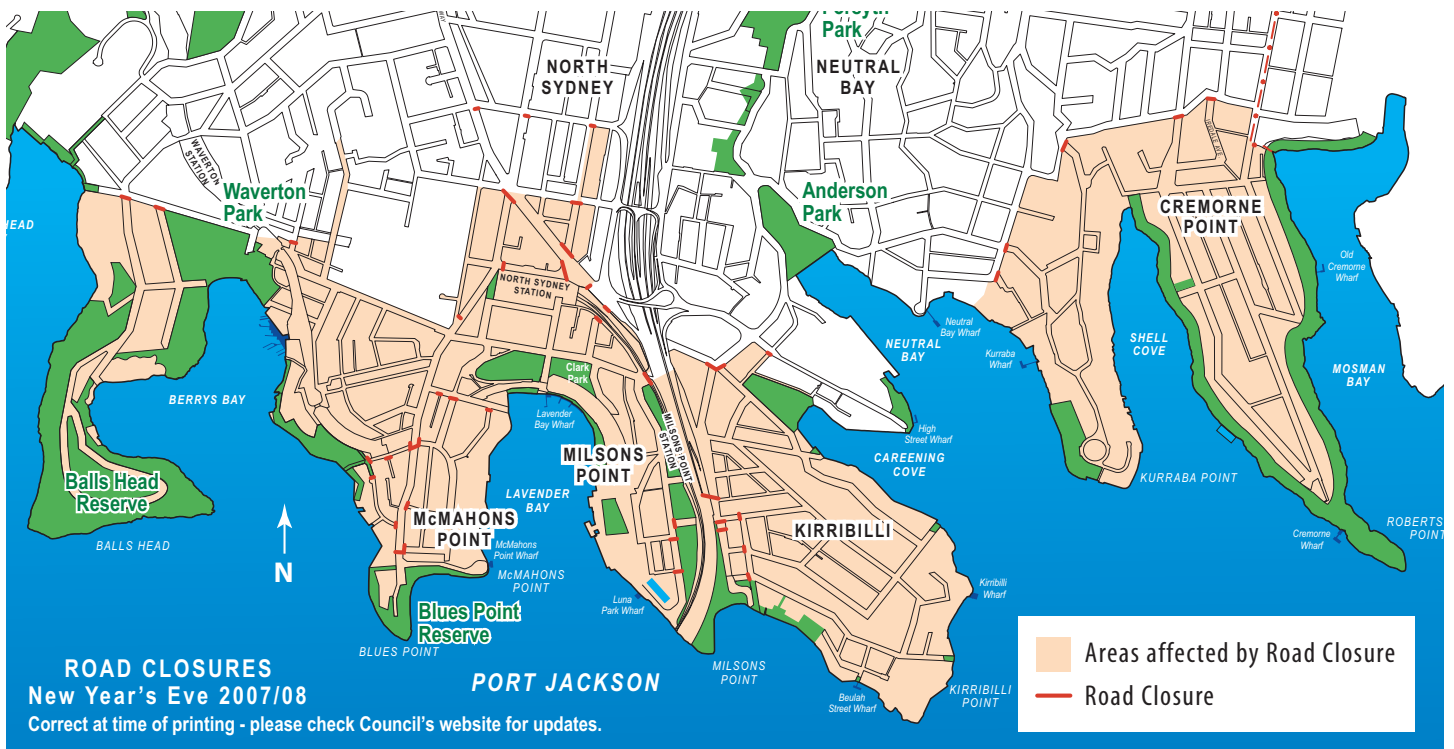 Forsyth
Park
NORTH
SYDNEY
NEUTRAL
BAY
WAVERTON
STATION
Waverton
Park
Anderson
Park
CREMORNE
POINT
HEAD
Old
Cremorne
Wharf
NORTH SYDNEY
STATION
Neutral
Bay Wharf
NEUTRAL
BAY
Kurraba
Wharf
SHELL
COVE
MOSMAN
BAY
Clark
Park
BERRYS BAY
Lavender
Bay Wharf
MILSONS POINT
STATION
High
Street Wharf
CAREENING
COVE
MILSONS
POINT
KURRABA POINT
Balls Head
Reserve
LAVENDER
BAY
McMAHONS
POINT
KIRRIBILLI
ROBERTS
POINT
BALLS HEAD
N
McMahons
Point Wharf
McMAHONS
POINT
Cremorne
Wharf
Luna
Park Wharf
Kirribilli
Wharf
Blues Point
Reserve
BLUES POINT
MILSONS
POINT
Beulah
Street Wharf
KIRRIBILLI
POINT
PORT JACKSON
ROAD CLOSURES
New Year's Eve 2007/08
Correct at time of printing - please check Council's website for updates.
Areas affected by Road Closure
Road Closure